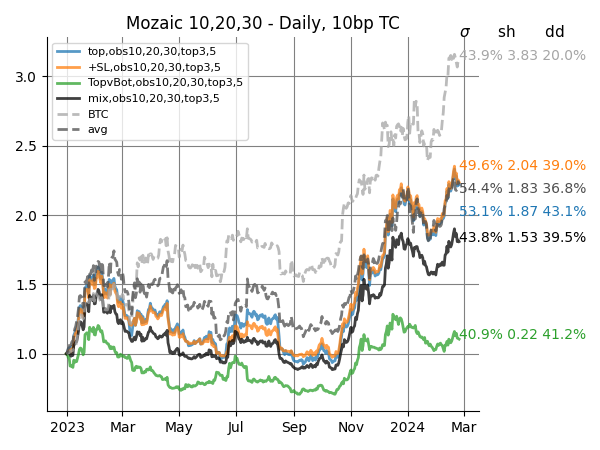 Mozaic 10,20,30 - Daily, 10bp TC
σ sh dd
top,obs10,20,30,top3,5
+SL,obs10,20,30,top3,5
TopvBot,obs10,20,30,top3,5
mix,obs10,20,30,top3,5
BTC
avg
43.9% 3.83 20.0%
49.6% 2.04 39.0%
54.4% 1.83 36.8%
53.1% 1.87 43.1%
43.8% 1.53 39.5%
40.9% 0.22 41.2%
3.0
2.5
2.0
1.5
1.0
2023 Mar May Jul Sep Nov 2024 Mar